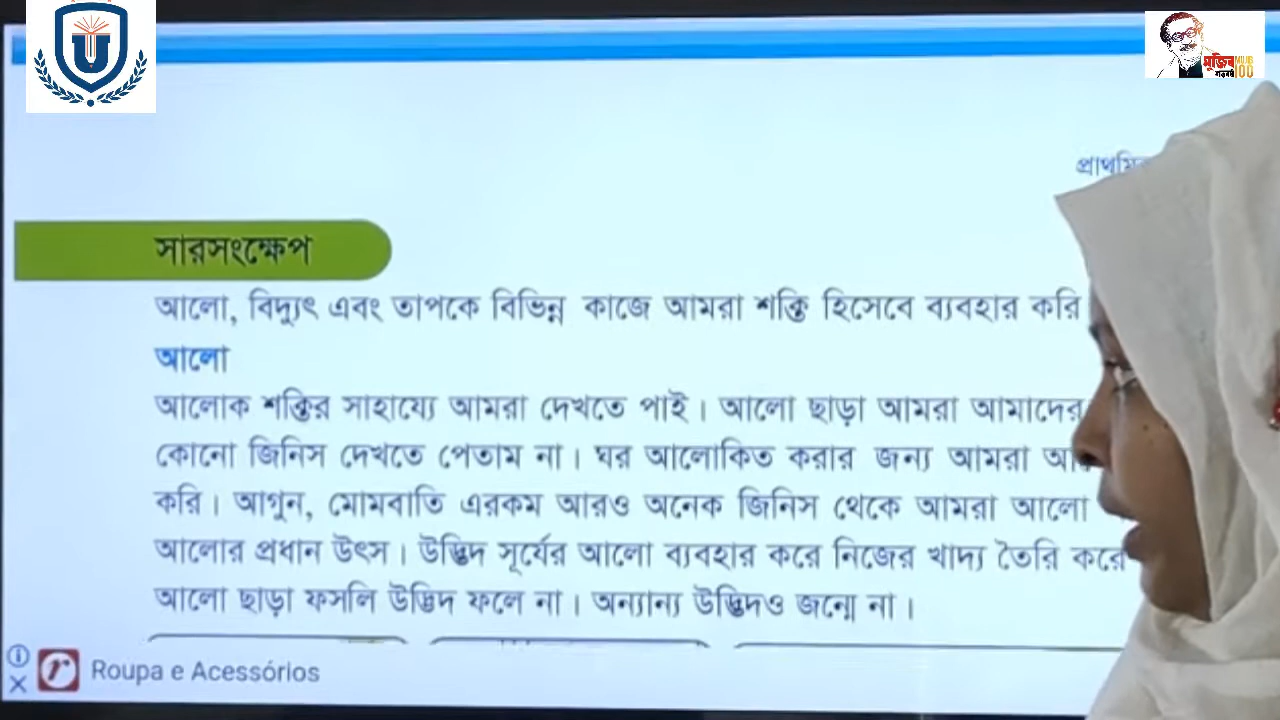 মুজিব
MUJIB
100
সারসংক্ষেপ
আলো, বিদ্যুৎ এবং তাপকে বিভিন্ন কাজে আমরা শক্তি হিসেবে ব্যবহার করি
আলো
আলোক শক্তির সাহায্যে আমরা দেখতে পাই। আলো ছাড়া আমরা আমাদের
কোনো জিনিস দেখতে পেতাম না। ঘর আলোকিত করার জন্য আমরা
করি। আগুন, মোমবাতি এরকম আরও অনেক জিনিস থেকে আমরা আলো
আলোর প্রধান উৎস। উদ্ভিদ সূর্যের আলো ব্যবহার করে নিজের খাদ্য তৈরি করে
আলো ছাড়া ফসলি উদ্ভিদ ফলে না। অন্যান্য উদ্ভিদও জন্মে না।
Roupa e Acessórios